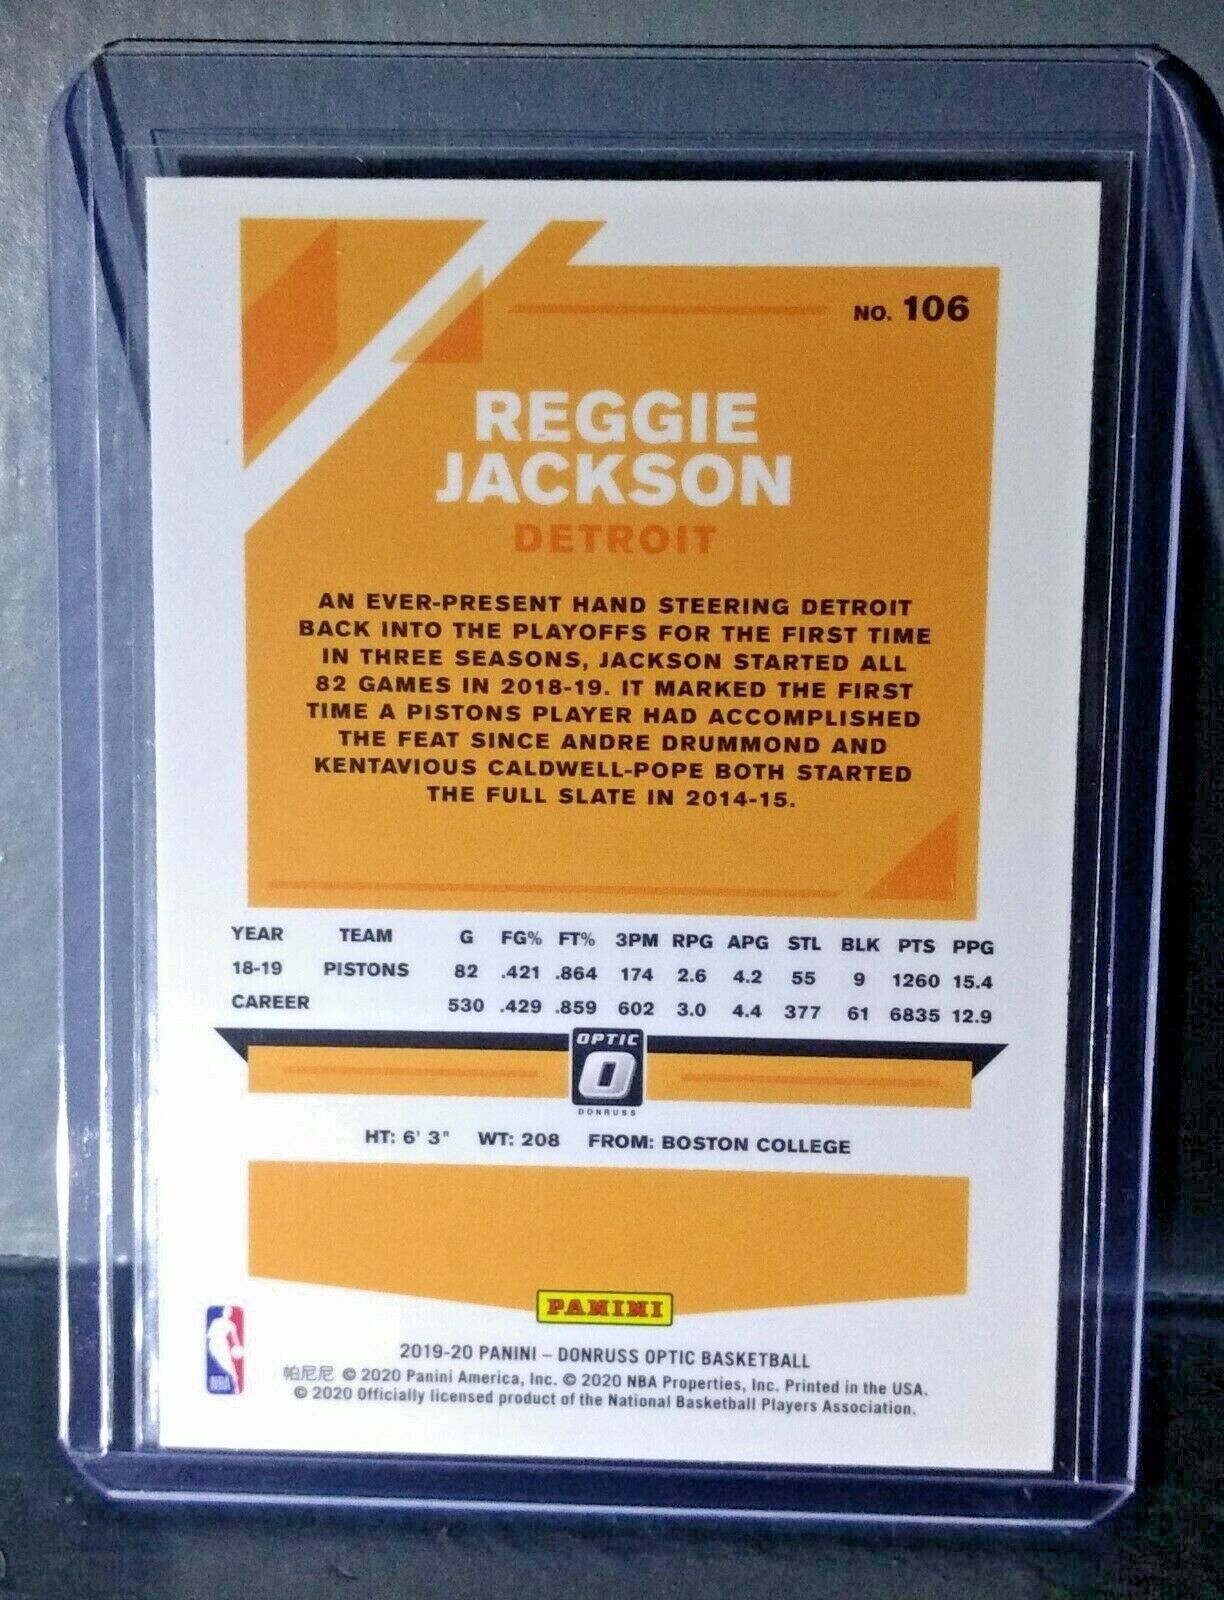 NO. 106
REGGIE
JACKSON
DETROIT
AN EVER-PRESENT HAND STEERING DETROIT
BACK INTO THE PLAYOFFS FOR THE FIRST TIME
IN THREE SEASONS, JACKSON STARTED ALL
82 GAMES IN 2018-19. IT MARKED THE FIRST
TIME A PISTONS PLAYER HAD ACCOMPLISHED
THE FEAT SINCE ANDRE DRUMMOND AND
KENTAVIOUS CALDWELL-POPE BOTH STARTED
THE FULL SLATE IN 2014-15.
YEAR TEAM G FG% FT% 3PM RPG APG STL BLK PTS PPG
18-19 PISTONS 82 .421 .864 174 2.6 4.2 55 9 1260 15.4
CAREER 530 .429 .859 602 3.0 4.4 377 61 6835 12.9
OPTIC
O
DONRUSS
HT: 6' 3" WT: 208 FROM: BOSTON COLLEGE
PANINI
NBA
2019-20 PANINI – DONRUSS OPTIC BASKETBALL
帕尼尼 © 2020 Panini America, Inc. © 2020 NBA Properties, Inc. Printed in the USA.
© 2020 Officially licensed product of the National Basketball Players Association.